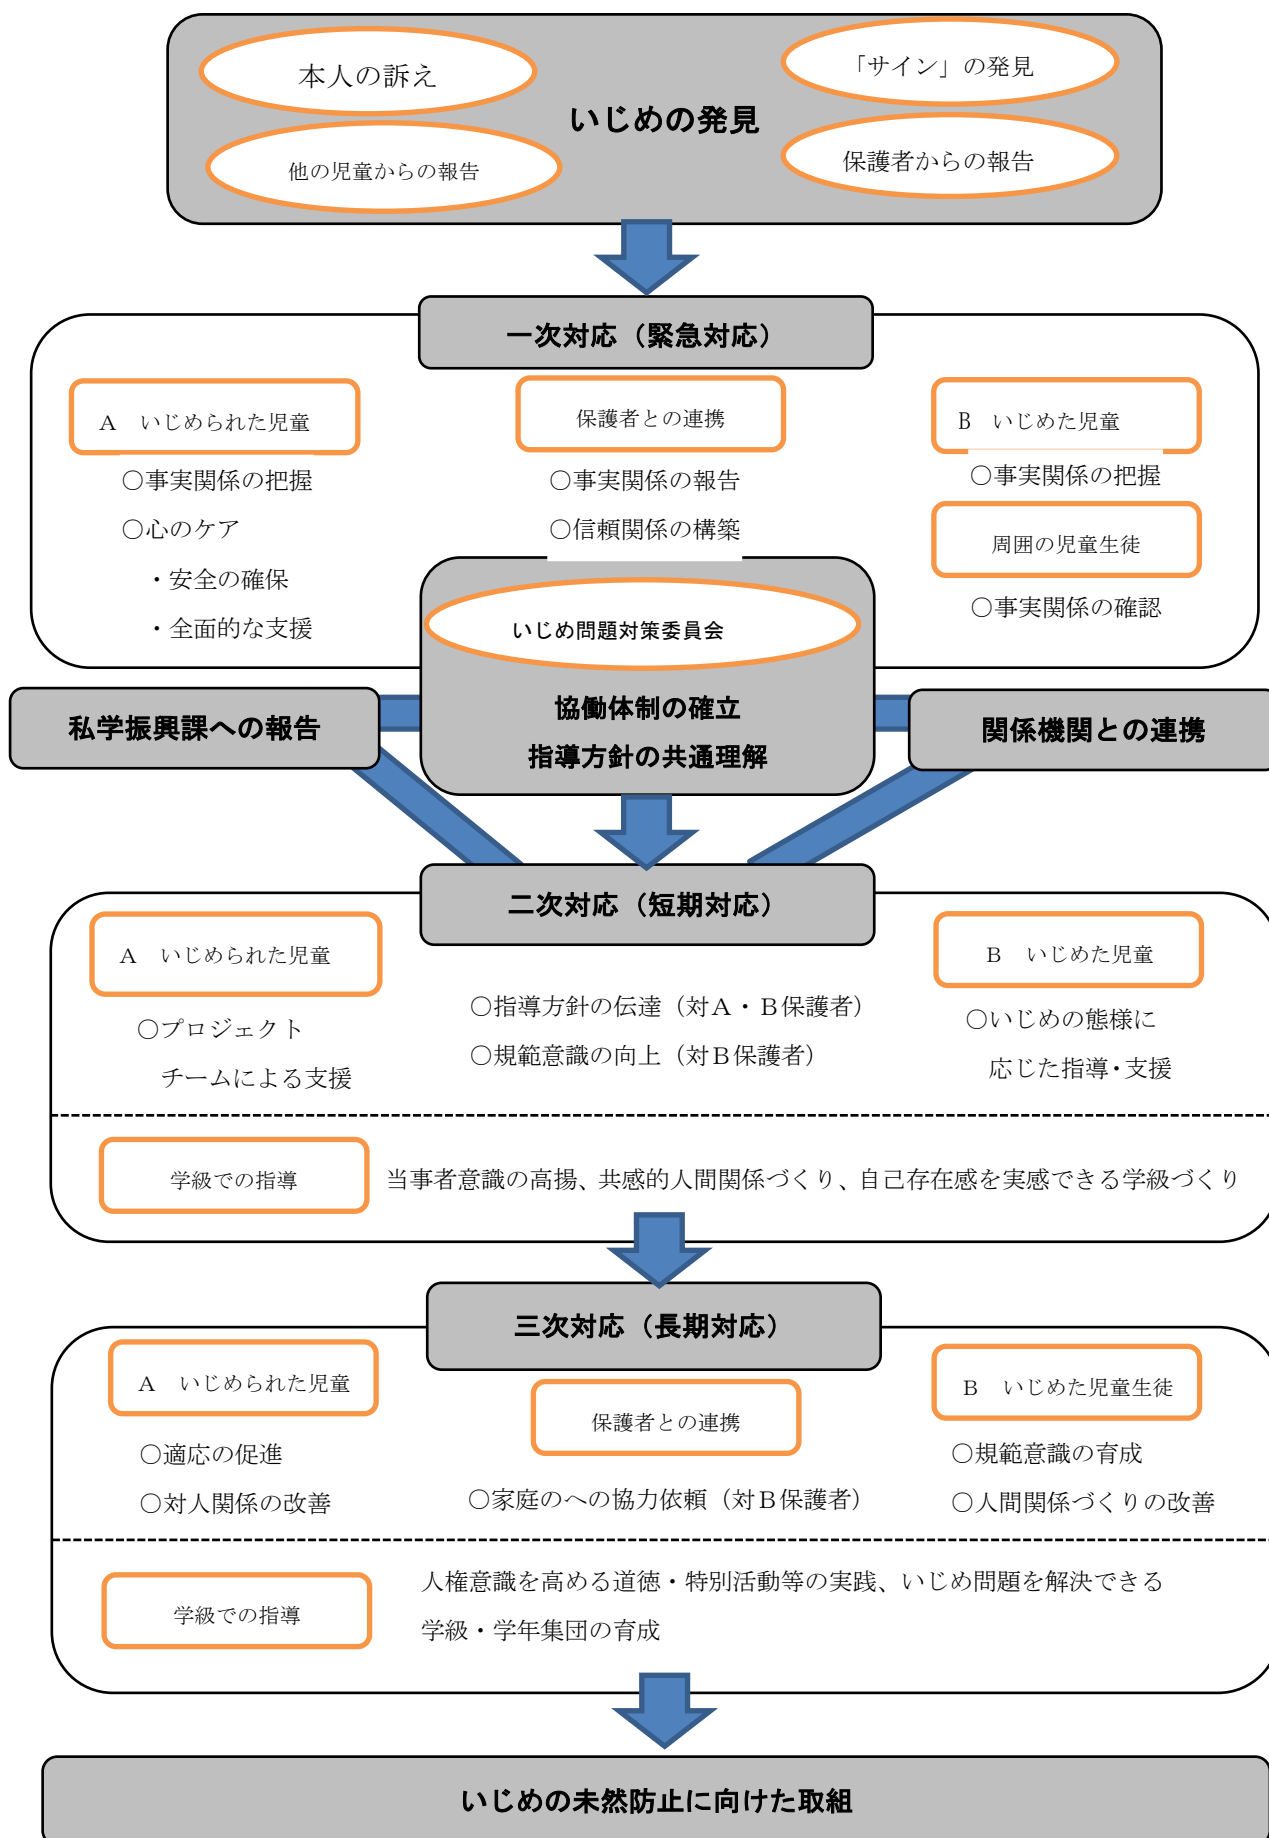 本人の訴え
「サイン」の発見
いじめの発見
他の児童からの報告
保護者からの報告
一次対応（緊急対応）
A　いじめられた児童
○事実関係の把握
○心のケア
・安全の確保
・全面的な支援
保護者との連携
○事実関係の報告
○信頼関係の構築
B　いじめた児童
○事実関係の把握
周囲の児童生徒
○事実関係の確認
いじめ問題対策委員会
協働体制の確立
指導方針の共通理解
私学振興課への報告
関係機関との連携
二次対応（短期対応）
A　いじめられた児童
○プロジェクト
チームによる支援
○指導方針の伝達（対A・B保護者）
○規範意識の向上（対B保護者）
B　いじめた児童
○いじめの態様に
応じた指導・支援
学級での指導
当事者意識の高揚、共感的人間関係づくり、自己存在感を実感できる学級づくり
三次対応（長期対応）
A　いじめられた児童
○適応の促進
○対人関係の改善
保護者との連携
○家庭のへの協力依頼（対B保護者）
B　いじめた児童生徒
○規範意識の育成
○人間関係づくりの改善
学級での指導
人権意識を高める道徳・特別活動等の実践、いじめ問題を解決できる
学級・学年集団の育成
いじめの未然防止に向けた取組